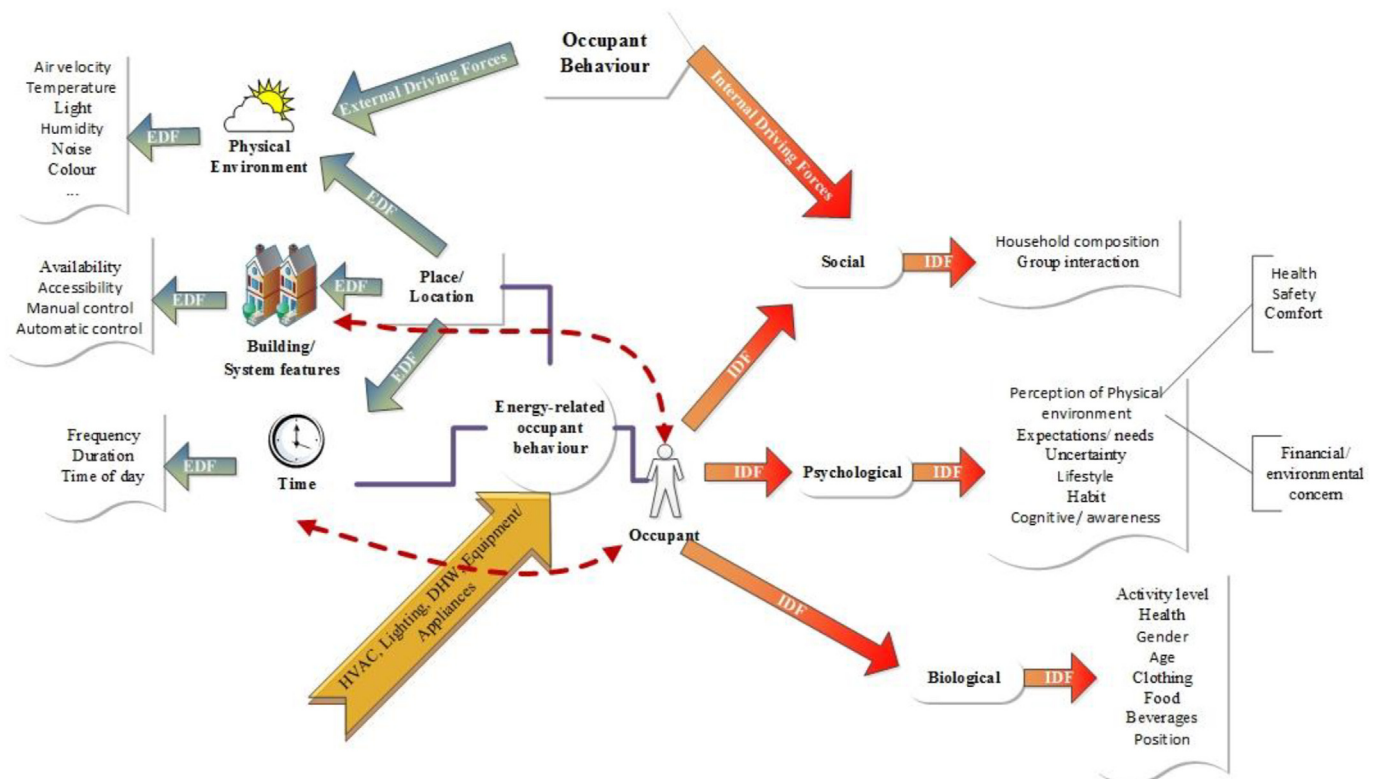 Occupant
Behaviour
External Driving Forces
Internal Driving Forces
Air velocity
Temperature
Light
Humidity
Noise
Colour
...
EDF
Physical
Environment
EDF
Availability
Accessibility
Manual control
Automatic control
EDF
Building/
System features
EDF
Place/
Location
EDF
Frequency
Duration
Time of day
EDF
Time
Energy-related
occupant
behaviour
HVAC, Lighting, DHW, Equipment/
Appliances
Occupant
IDF
Social
IDF
Household composition
Group interaction
IDF
Psychological
IDF
Perception of Physical
environment
Expectations/ needs
Uncertainty
Lifestyle
Habit
Cognitive/ awareness
Health
Safety
Comfort
Financial/
environmental
concern
IDF
Biological
IDF
Activity level
Health
Gender
Age
Clothing
Food
Beverages
Position